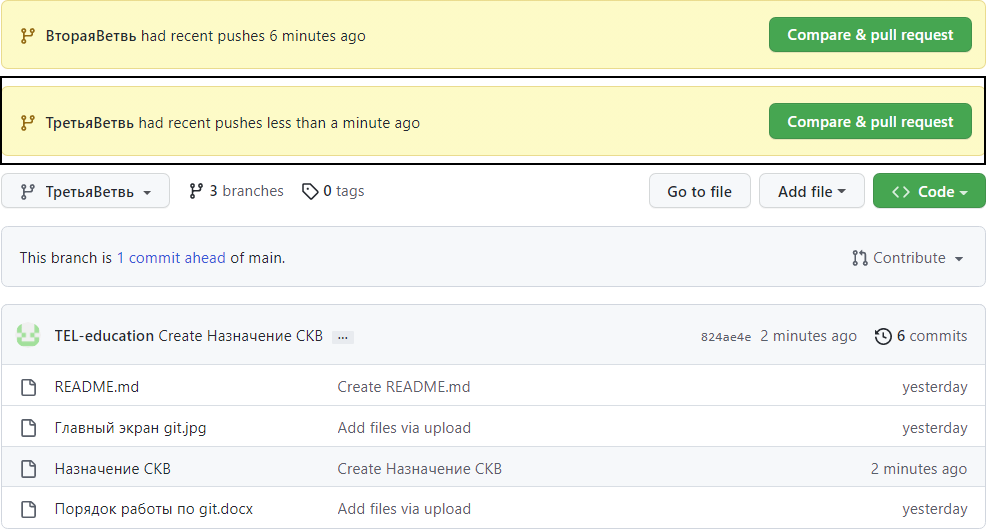 ВтораяВетвь had recent pushes 6 minutes ago Compare & pull request
ТретьяВетвь had recent pushes less than a minute ago Compare & pull request
ТретьяВетвь 3 branches 0 tags Go to file Add file <> Code
This branch is 1 commit ahead of main. Contribute
TEL-education Create Назначение СКВ ... 824ae4e 2 minutes ago 6 commits
README.md Create README.md yesterday
Главный экран git.jpg Add files via upload yesterday
Назначение СКВ Create Назначение СКВ 2 minutes ago
Порядок работы по git.docx Add files via upload yesterday